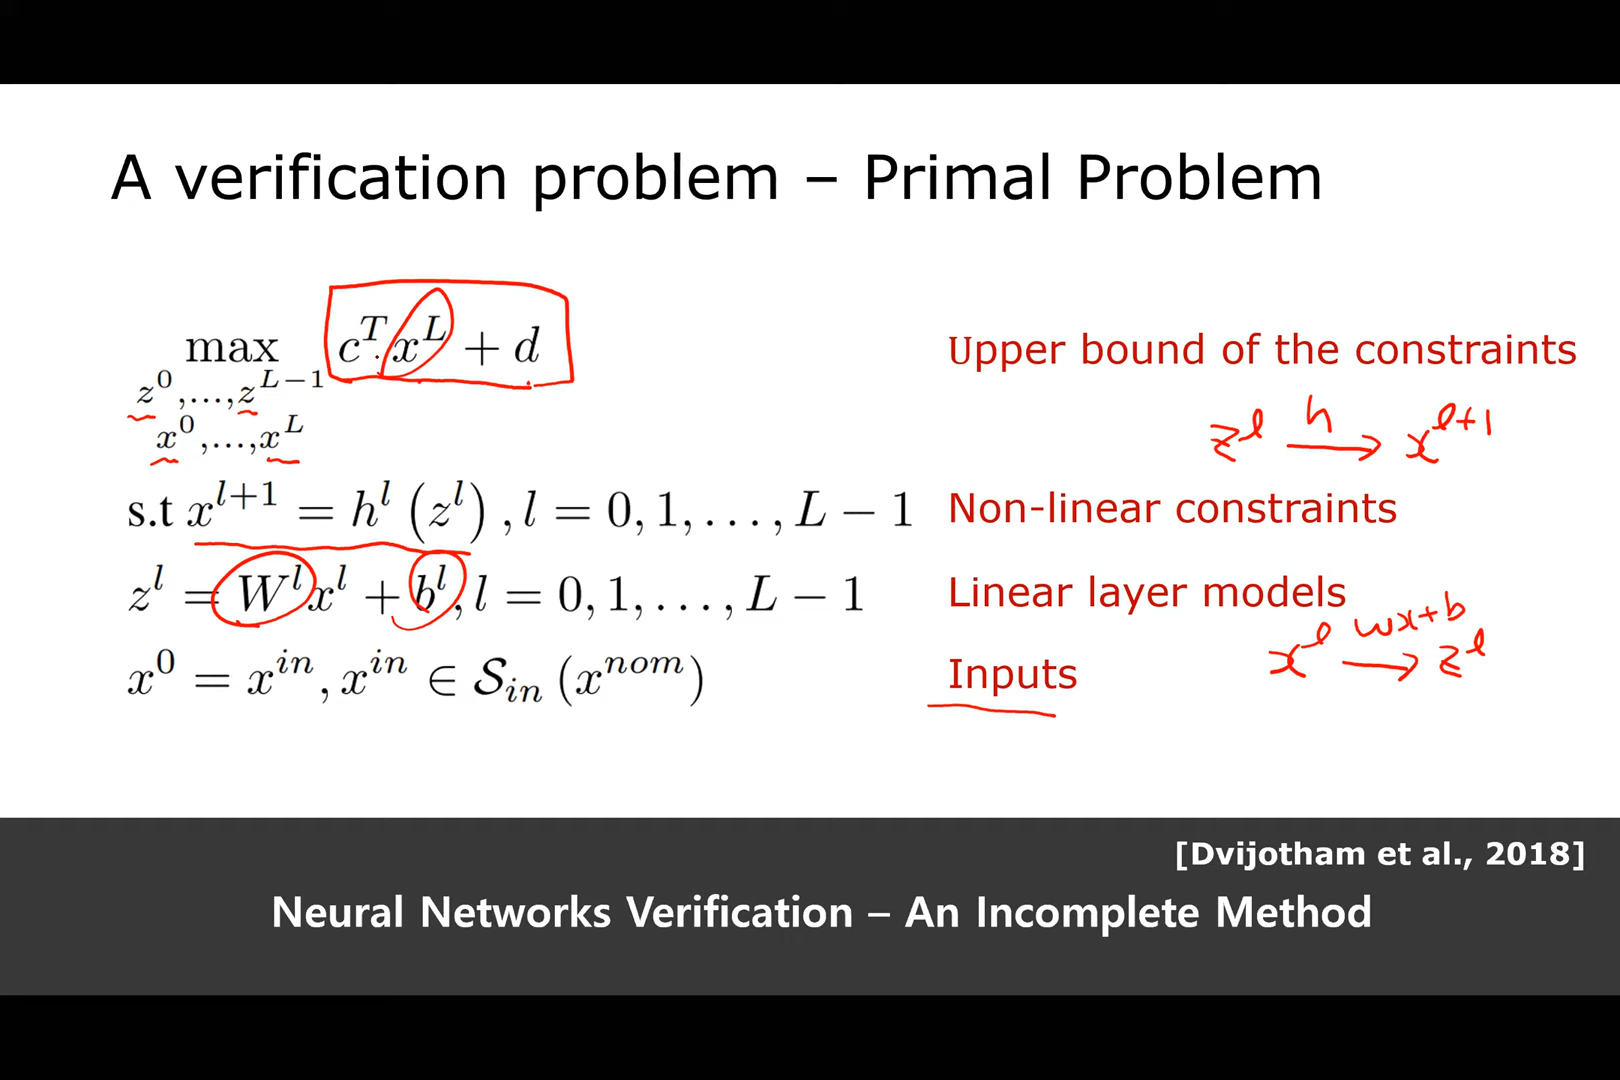 A verification problem – Primal Problem
max c^T x^L + d Upper bound of the constraints
z^0,...,z^{L-1}
x^0,...,x^L
z^l →h x^{l+1}
s.t x^{l+1} = h^l (z^l), l = 0, 1, . . . , L − 1 Non-linear constraints
z^l = W^l x^l + b^l, l = 0, 1, . . . , L − 1 Linear layer models
x^l →wx+b z^l
x^0 = x^{in}, x^{in} ∈ S_{in} (x^{nom}) Inputs
[Dvijotham et al., 2018]
Neural Networks Verification – An Incomplete Method